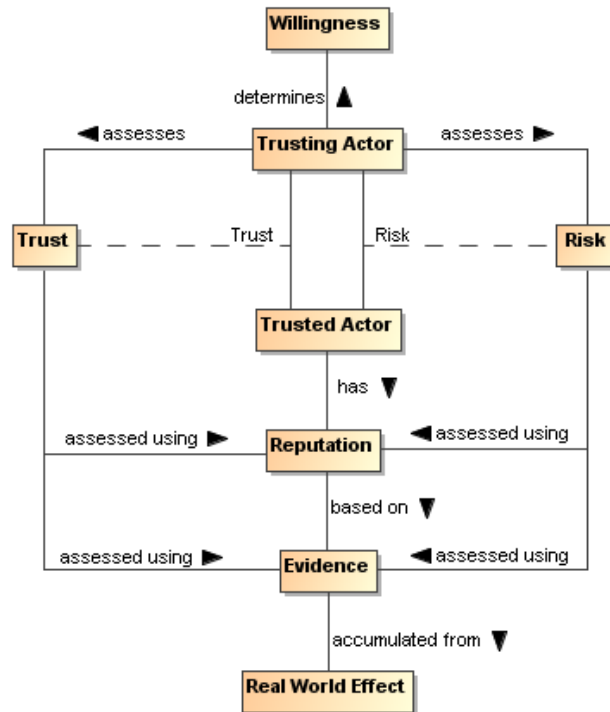 Willingness
determines
assesses
Trusting Actor
assesses
Trust
Trust
Risk
Risk
Trusted Actor
has
assessed using
Reputation
assessed using
based on
assessed using
Evidence
assessed using
accumulated from
Real World Effect